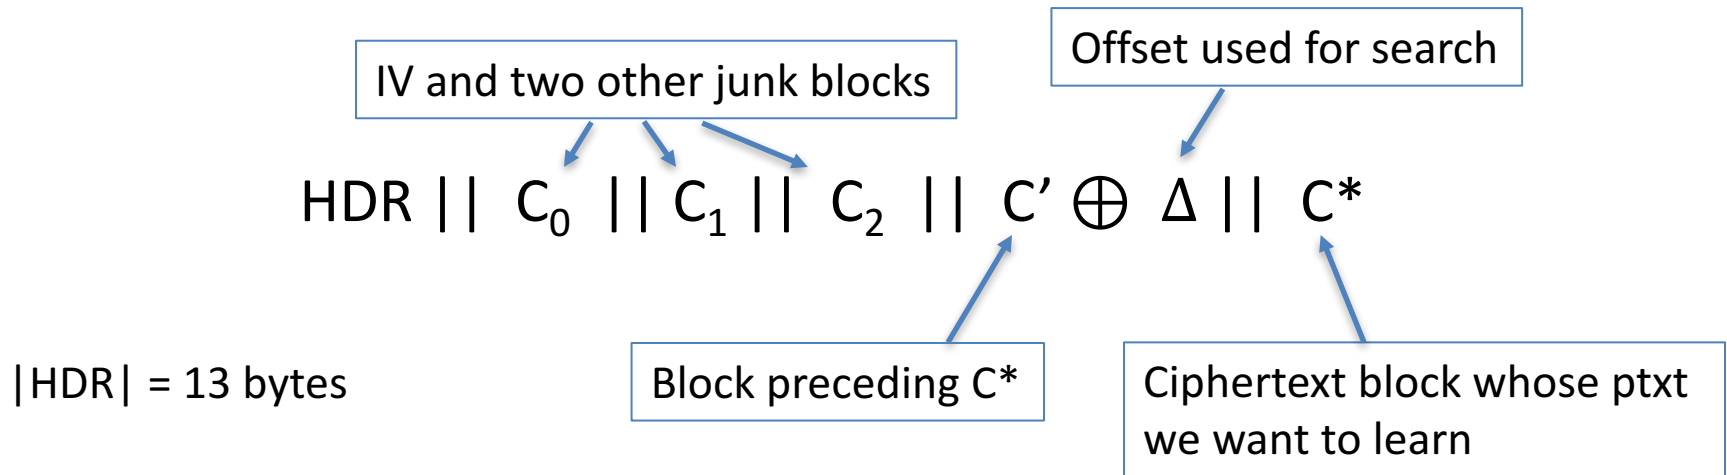 Offset used for search
IV and two other junk blocks
HDR || C₀ || C₁ || C₂ || C’ ⊕ Δ || C*
|HDR| = 13 bytes
Block preceding C*
Ciphertext block whose ptxt
we want to learn